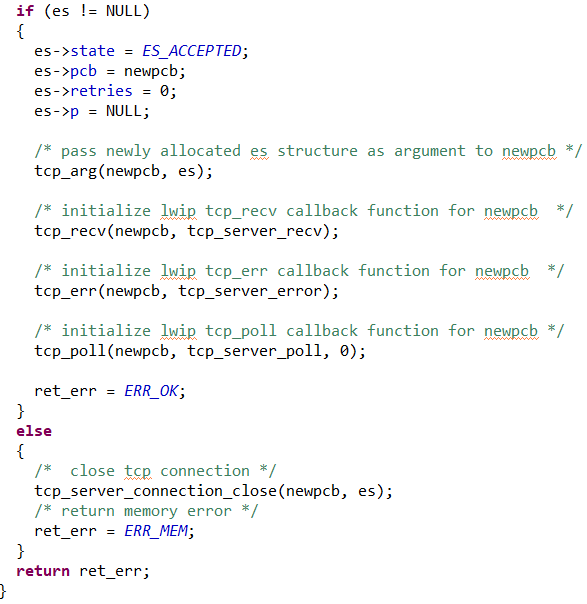 if (es != NULL)
{
es->state = ES_ACCEPTED;
es->pcb = newpcb;
es->retries = 0;
es->p = NULL;
/* pass newly allocated es structure as argument to newpcb */
tcp_arg(newpcb, es);
/* initialize lwip tcp_recv callback function for newpcb  */
tcp_recv(newpcb, tcp_server_recv);
/* initialize lwip tcp_err callback function for newpcb  */
tcp_err(newpcb, tcp_server_error);
/* initialize lwip tcp_poll callback function for newpcb */
tcp_poll(newpcb, tcp_server_poll, 0);
ret_err = ERR_OK;
}
else
{
/*  close tcp connection */
tcp_server_connection_close(newpcb, es);
/* return memory error */
ret_err = ERR_MEM;
}
return ret_err;
}